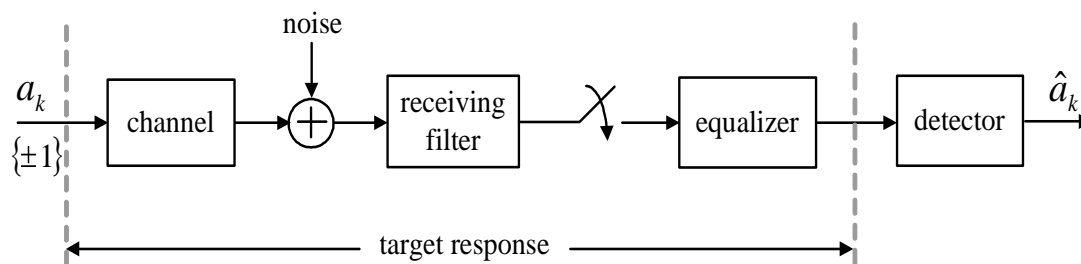 noise
a_k
{±1}
channel
+
receiving
filter
equalizer
detector
â_k
target response